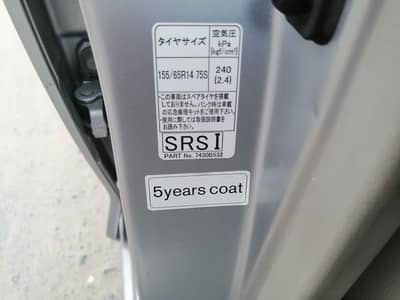 タイヤサイズ
空気圧
kPa
{kgf/cm²}
155/65R14 75S
240
(2.4)
・この車両はスペアタイヤを搭載
しておりません。パンク時は車載
の応急修理キットをご使用下さい。
・使用に関しては取扱説明書を
お読み下さい。
SRS I
PART No. 7430B532
5years coat